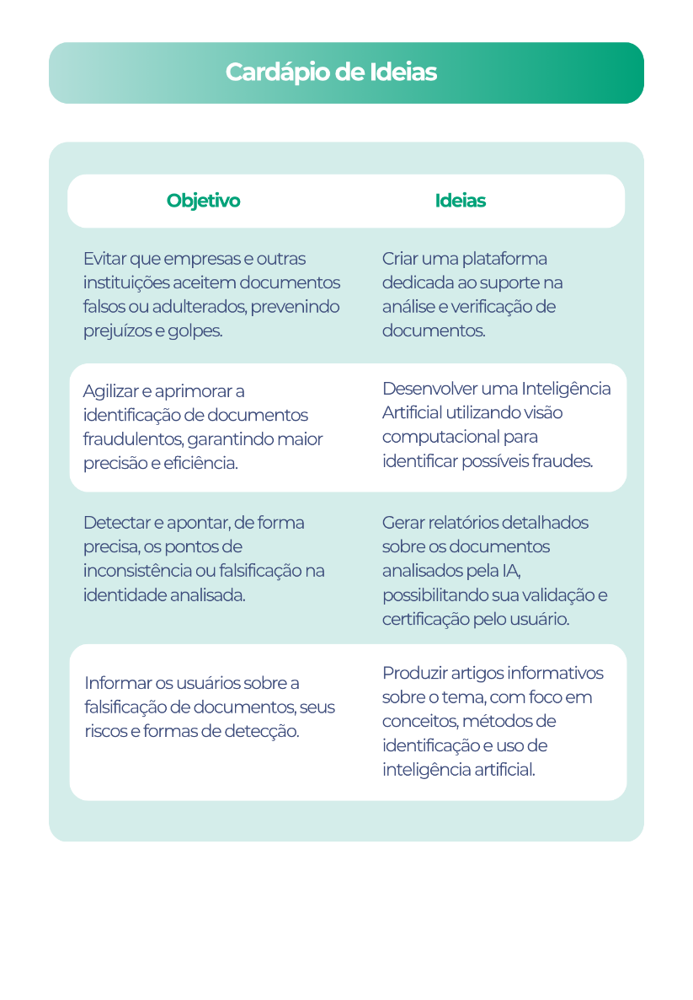 Cardápio de Ideias
Objetivo
Ideias
Evitar que empresas e outras
instituições aceitem documentos
falsos ou adulterados, prevenindo
prejuízos e golpes.
Criar uma plataforma
dedicada ao suporte na
análise e verificação de
documentos.
Agilizar e aprimorar a
identificação de documentos
fraudulentos, garantindo maior
precisão e eficiência.
Desenvolver uma Inteligência
Artificial utilizando visão
computacional para
identificar possíveis fraudes.
Detectar e apontar, de forma
precisa, os pontos de
inconsistência ou falsificação na
identidade analisada.
Gerar relatórios detalhados
sobre os documentos
analisados pela IA,
possibilitando sua validação e
certificação pelo usuário.
Informar os usuários sobre a
falsificação de documentos, seus
riscos e formas de detecção.
Produzir artigos informativos
sobre o tema, com foco em
conceitos, métodos de
identificação e uso de
inteligência artificial.